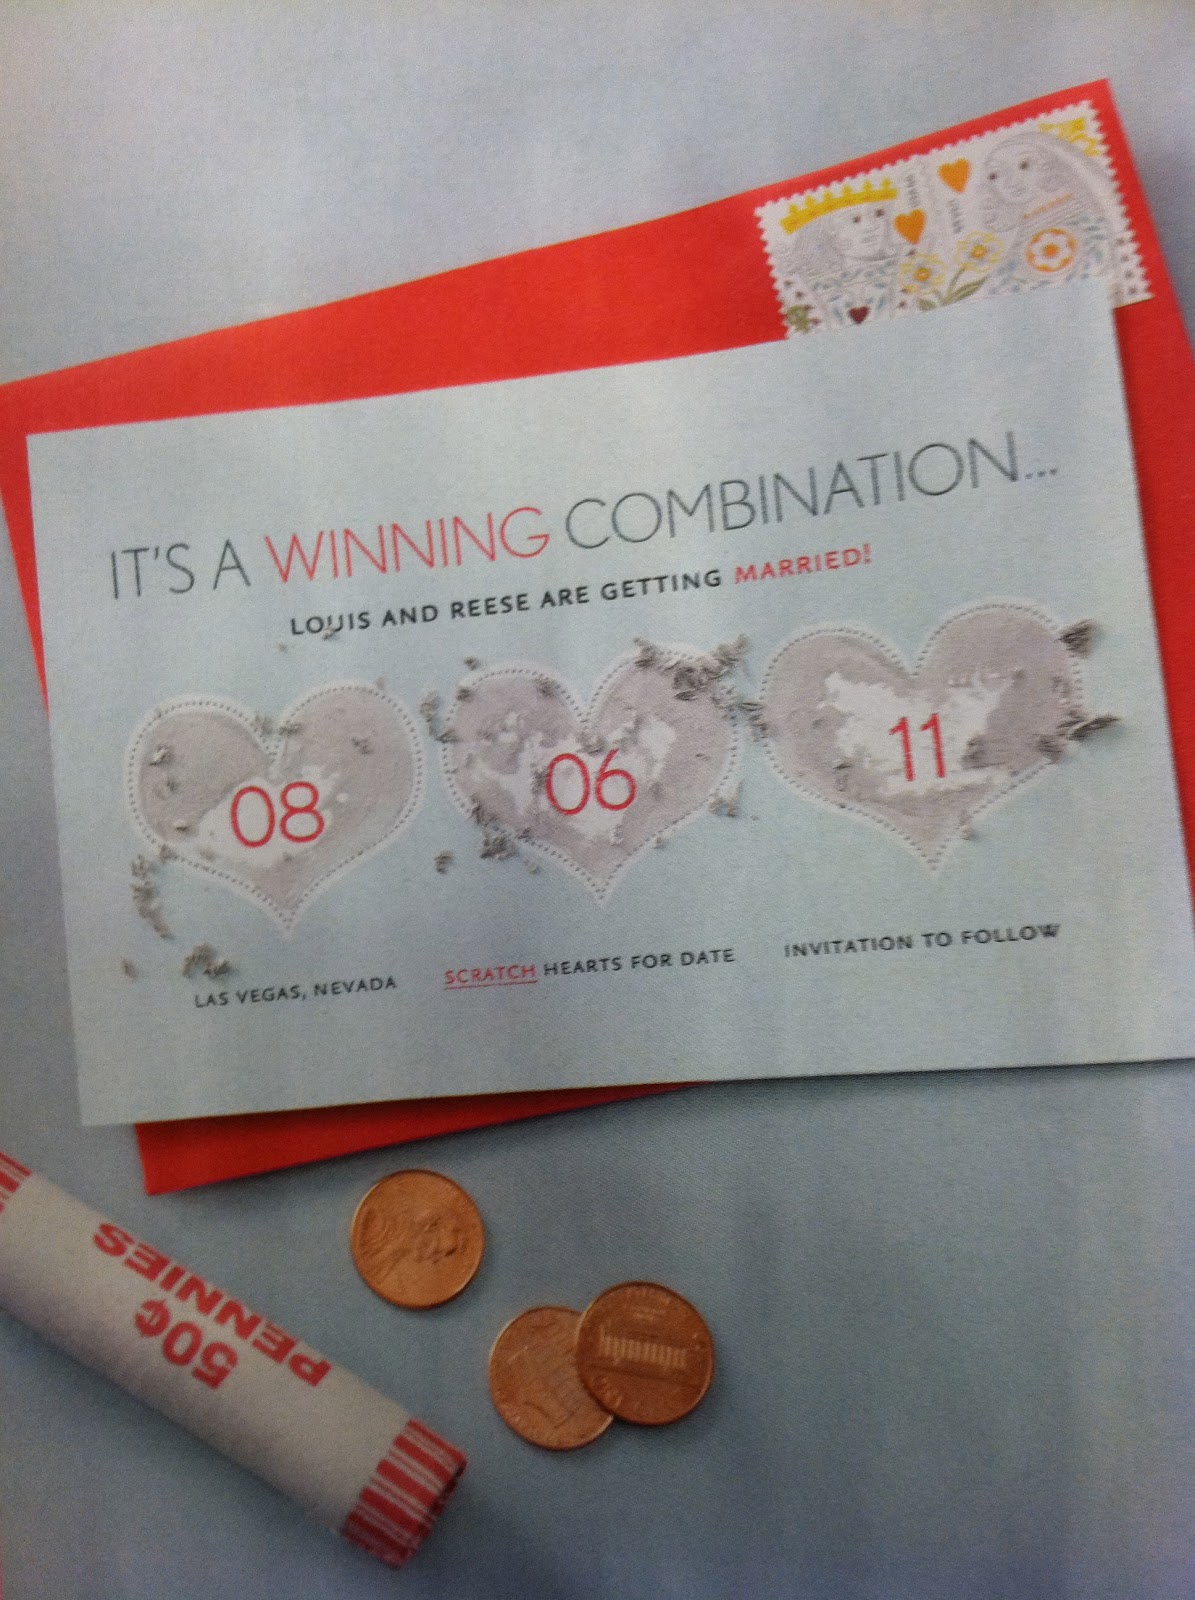 IT'S A WINNING COMBINATION...
LOUIS AND REESE ARE GETTING MARRIED!
08 06 11
LAS VEGAS, NEVADA SCRATCH HEARTS FOR DATE INVITATION TO FOLLOW
PENNIES
50¢